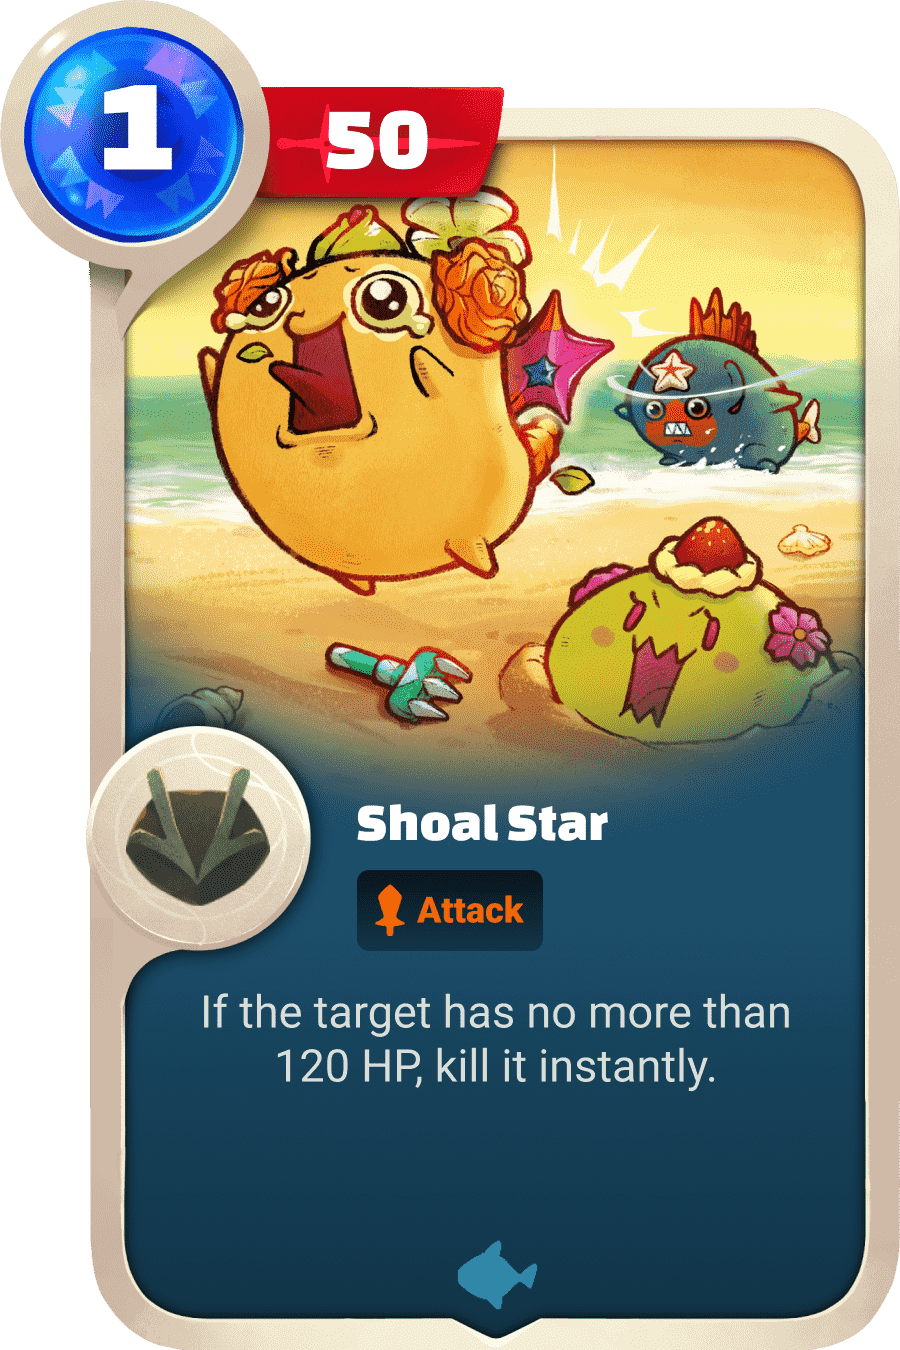 1
50
Shoal Star
Attack
If the target has no more than
120 HP, kill it instantly.